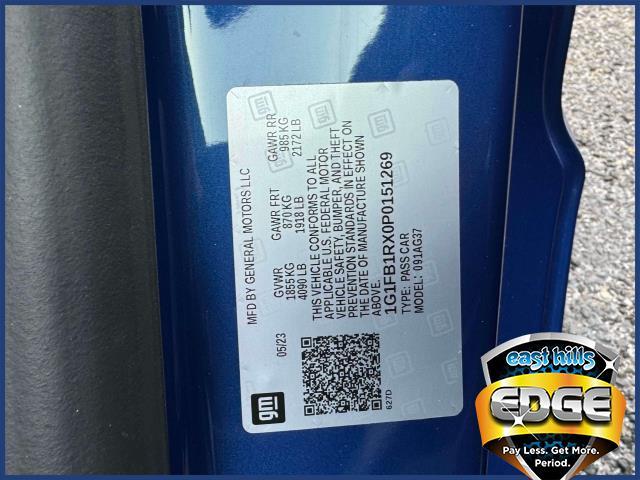 MFD BY GENERAL MOTORS LLC
05/23
GVWR
1855 KG
4090 LB
GAWR FRT
870 KG
1918 LB
GAWR RR
985 KG
2172 LB
THIS VEHICLE CONFORMS TO ALL
APPLICABLE U.S. FEDERAL MOTOR
VEHICLE SAFETY, BUMPER, AND THEFT
PREVENTION STANDARDS IN EFFECT ON
THE DATE OF MANUFACTURE SHOWN
ABOVE.
1G1FB1RX0P0151269
TYPE: PASS CAR
MODEL: 091AG37
gm
627D
east hills
EDGE
Pay Less. Get More.
Period.